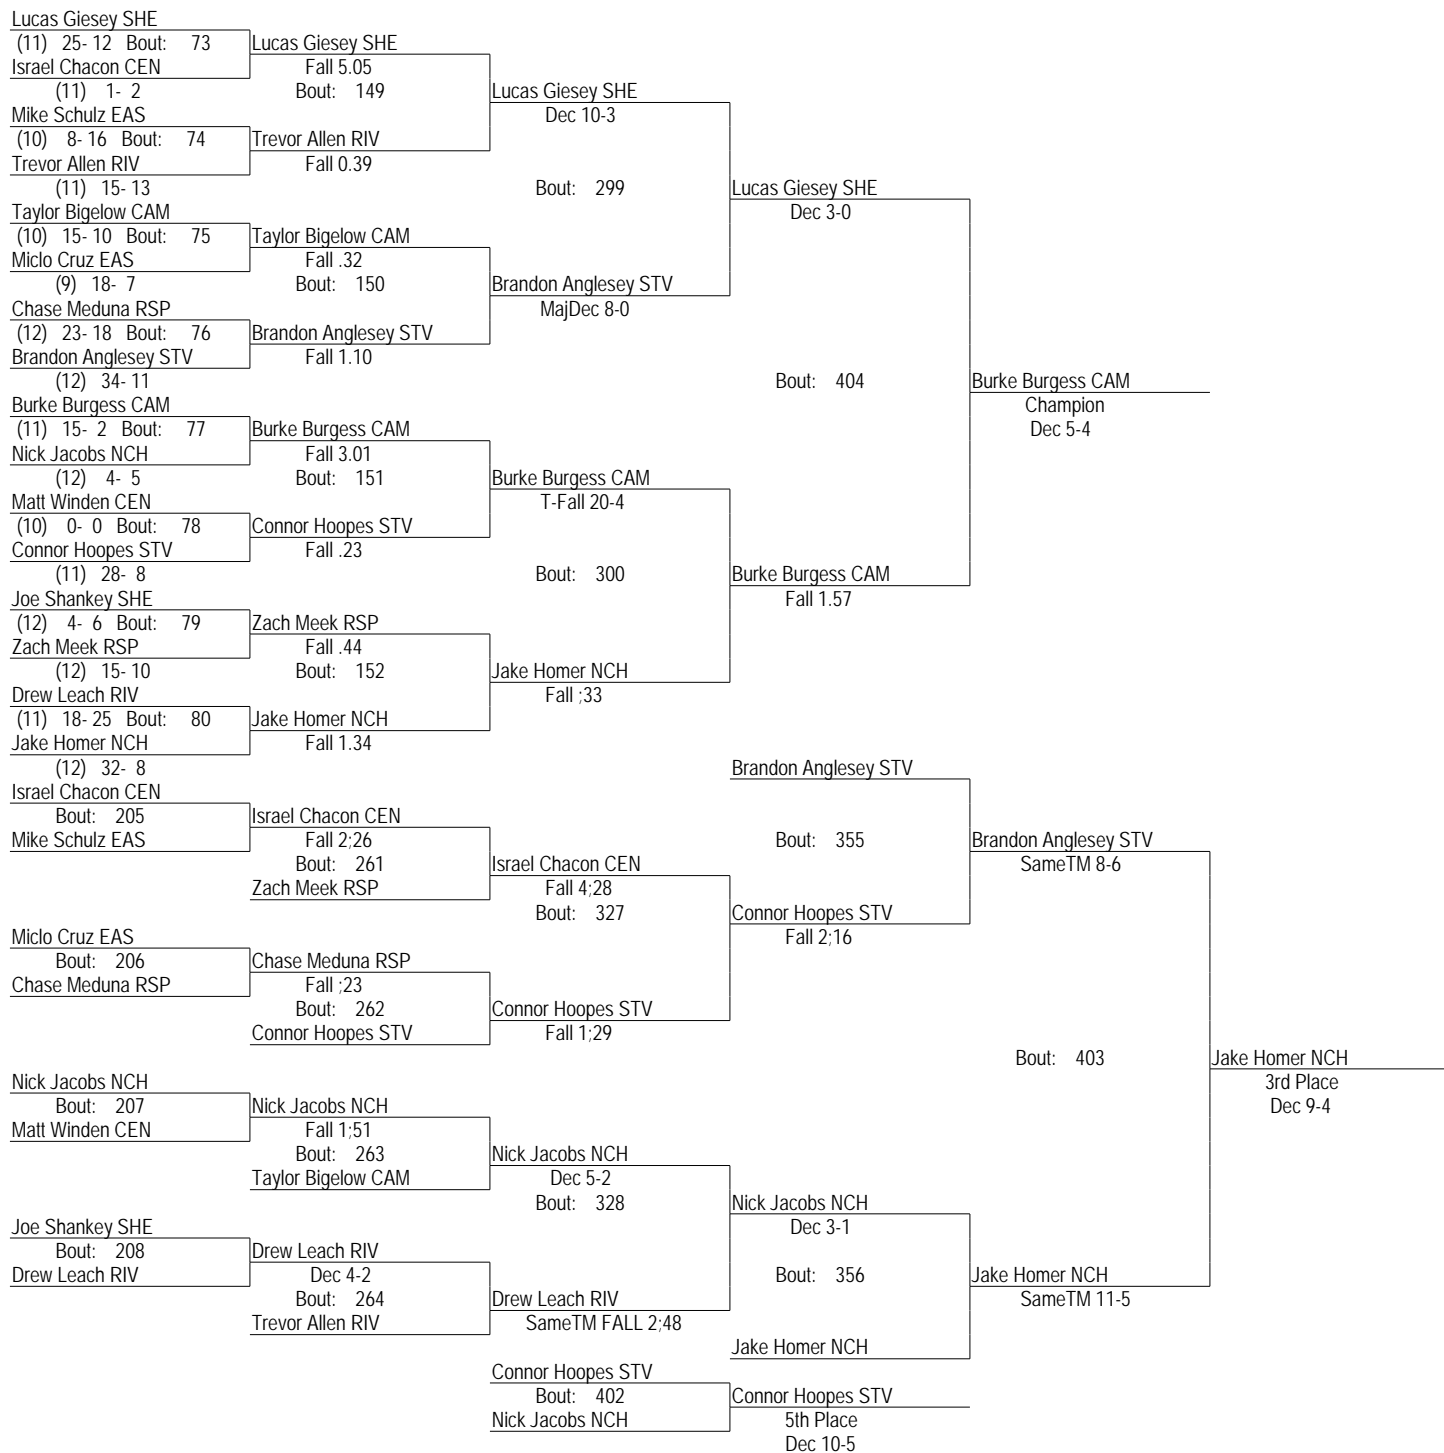 Lucas Giesey SHE
(11) 25- 12 Bout: 73
Israel Chacon CEN
(11) 1- 2
Mike Schulz EAS
(10) 8- 16 Bout: 74
Trevor Allen RIV
(11) 15- 13
Taylor Bigelow CAM
(10) 15- 10 Bout: 75
Miclo Cruz EAS
(9) 18- 7
Chase Meduna RSP
(12) 23- 18 Bout: 76
Brandon Anglesey STV
(12) 34- 11
Burke Burgess CAM
(11) 15- 2 Bout: 77
Nick Jacobs NCH
(12) 4- 5
Matt Winden CEN
(10) 0- 0 Bout: 78
Connor Hoopes STV
(11) 28- 8
Joe Shankey SHE
(12) 4- 6 Bout: 79
Zach Meek RSP
(12) 15- 10
Drew Leach RIV
(11) 18- 25 Bout: 80
Jake Homer NCH
(12) 32- 8
Lucas Giesey SHE
Fall 5.05
Bout: 149
Trevor Allen RIV
Fall 0.39
Taylor Bigelow CAM
Fall .32
Bout: 150
Brandon Anglesey STV
Fall 1.10
Burke Burgess CAM
Fall 3.01
Bout: 151
Connor Hoopes STV
Fall .23
Zach Meek RSP
Fall .44
Bout: 152
Jake Homer NCH
Fall 1.34
Lucas Giesey SHE
Dec 10-3
Bout: 299
Brandon Anglesey STV
MajDec 8-0
Burke Burgess CAM
T-Fall 20-4
Bout: 300
Jake Homer NCH
Fall ;33
Lucas Giesey SHE
Dec 3-0
Bout: 404
Burke Burgess CAM
Fall 1.57
Burke Burgess CAM
Champion
Dec 5-4
Israel Chacon CEN
Bout: 205
Mike Schulz EAS
Miclo Cruz EAS
Bout: 206
Chase Meduna RSP
Nick Jacobs NCH
Bout: 207
Matt Winden CEN
Joe Shankey SHE
Bout: 208
Drew Leach RIV
Israel Chacon CEN
Fall 2;26
Bout: 261
Zach Meek RSP
Chase Meduna RSP
Fall ;23
Bout: 262
Connor Hoopes STV
Nick Jacobs NCH
Fall 1;51
Bout: 263
Taylor Bigelow CAM
Drew Leach RIV
Dec 4-2
Bout: 264
Trevor Allen RIV
Israel Chacon CEN
Fall 4;28
Bout: 327
Connor Hoopes STV
Fall 1;29
Nick Jacobs NCH
Dec 5-2
Bout: 328
Drew Leach RIV
SameTM FALL 2;48
Brandon Anglesey STV
Bout: 355
Connor Hoopes STV
Fall 2;16
Nick Jacobs NCH
Dec 3-1
Bout: 356
Jake Homer NCH
Brandon Anglesey STV
SameTM 8-6
Bout: 403
Jake Homer NCH
SameTM 11-5
Jake Homer NCH
3rd Place
Dec 9-4
Connor Hoopes STV
Bout: 402
Nick Jacobs NCH
Connor Hoopes STV
5th Place
Dec 10-5